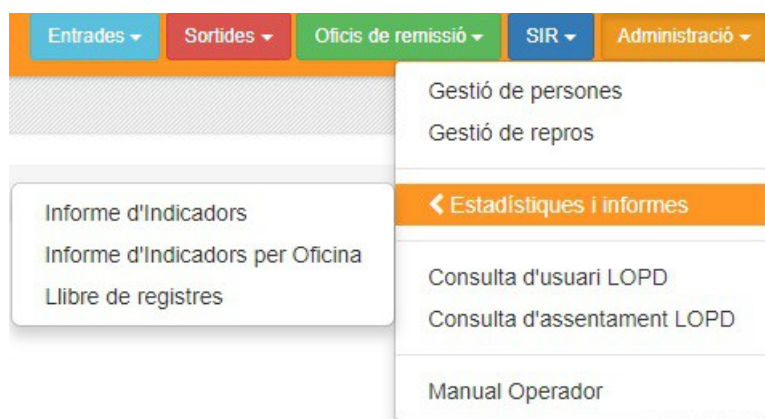 Entrades Sortides Oficis de remissió SIR Administració
Gestió de persones
Gestió de repros
Estadístiques i informes
Informe d'Indicadors
Informe d'Indicadors per Oficina
Llibre de registres
Consulta d'usuari LOPD
Consulta d'assentament LOPD
Manual Operador